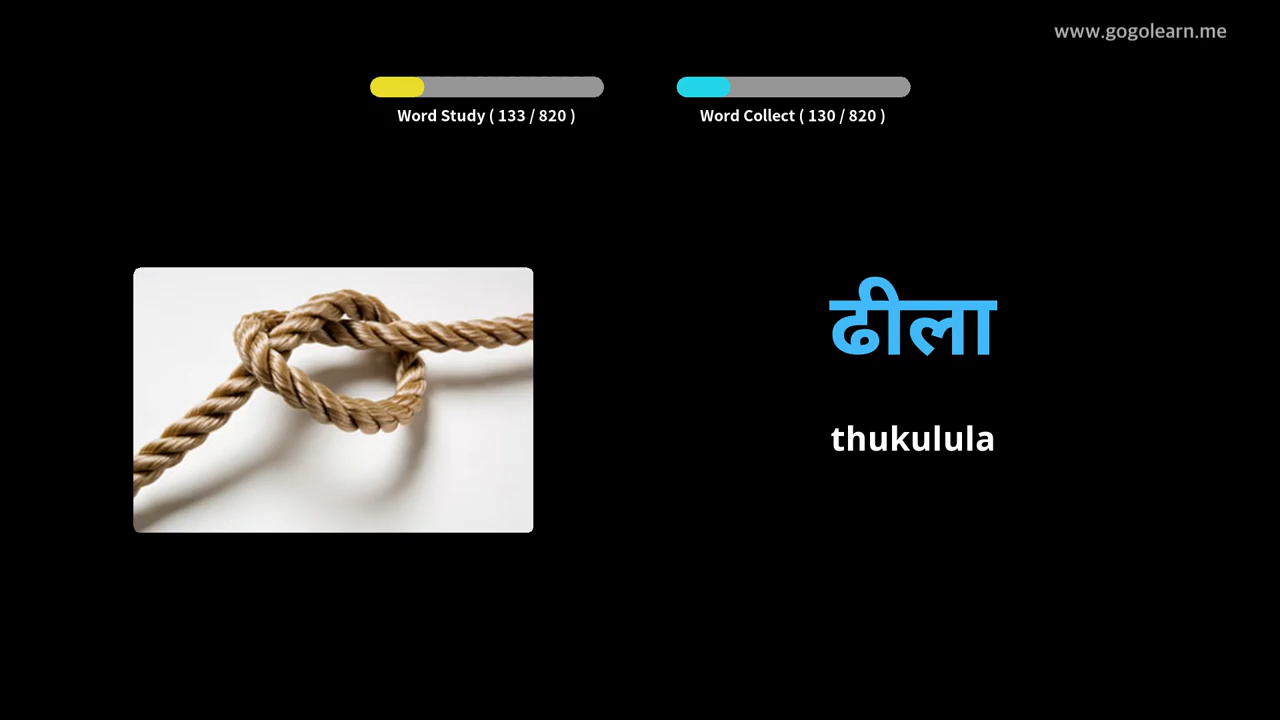 www.gogolearn.me
Word Study ( 133 / 820 )
Word Collect ( 130 / 820 )
ढीला
thukulula